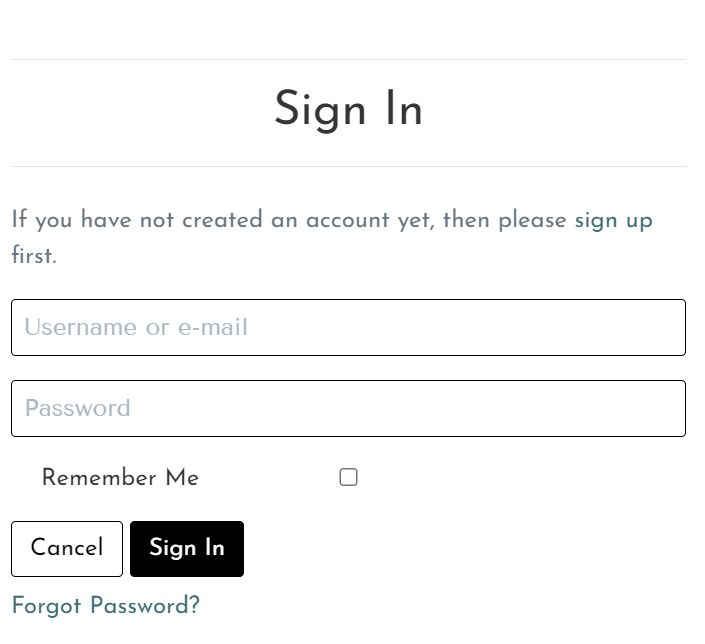 Sign In
If you have not created an account yet, then please sign up
first.
Username or e-mail
Password
Remember Me
Cancel Sign In
Forgot Password?